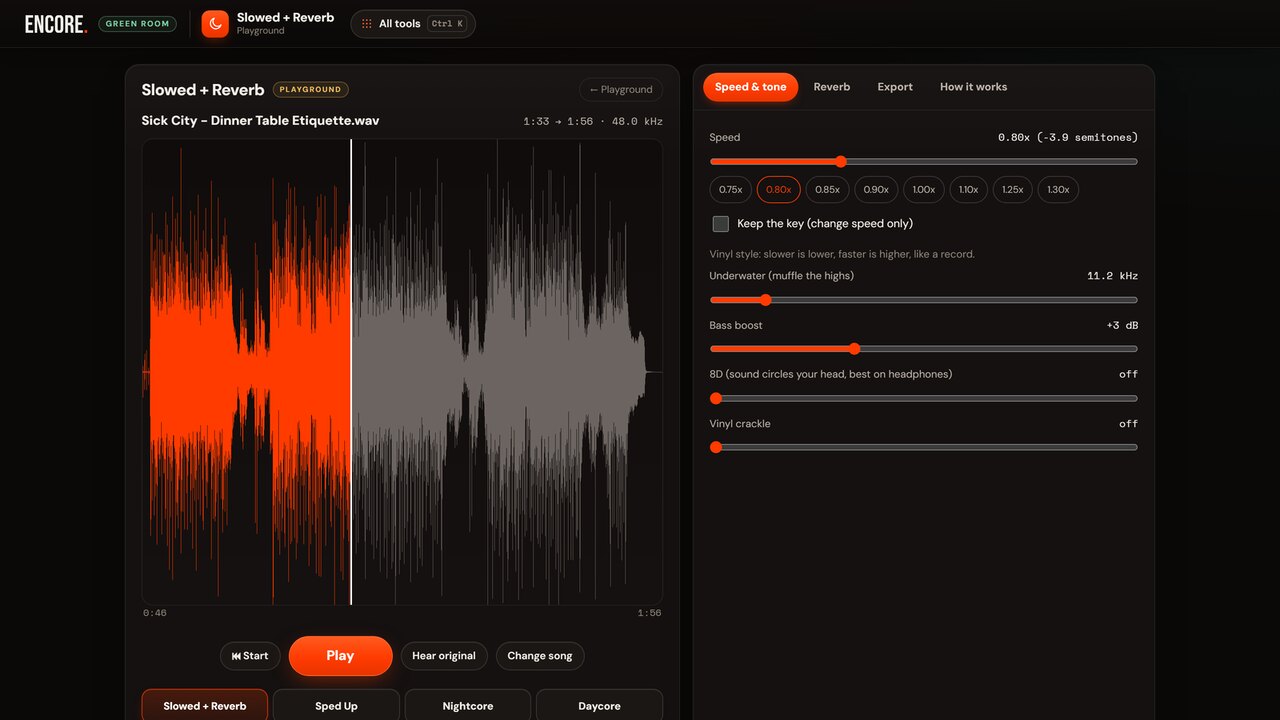 ENCORE.
GREEN ROOM
Slowed + Reverb
Playground
All tools
Ctrl K
Slowed + Reverb
PLAYGROUND
← Playground
Sick City - Dinner Table Etiquette.wav
1:33 → 1:56 · 48.0 kHz
0:46
1:56
⏮ Start
Play
Hear original
Change song
Slowed + Reverb
Sped Up
Nightcore
Daycore
Speed & tone
Reverb
Export
How it works
Speed
0.80x (-3.9 semitones)
0.75x
0.80x
0.85x
0.90x
1.00x
1.10x
1.25x
1.30x
Keep the key (change speed only)
Vinyl style: slower is lower, faster is higher, like a record.
Underwater (muffle the highs)
11.2 kHz
Bass boost
+3 dB
8D (sound circles your head, best on headphones)
off
Vinyl crackle
off